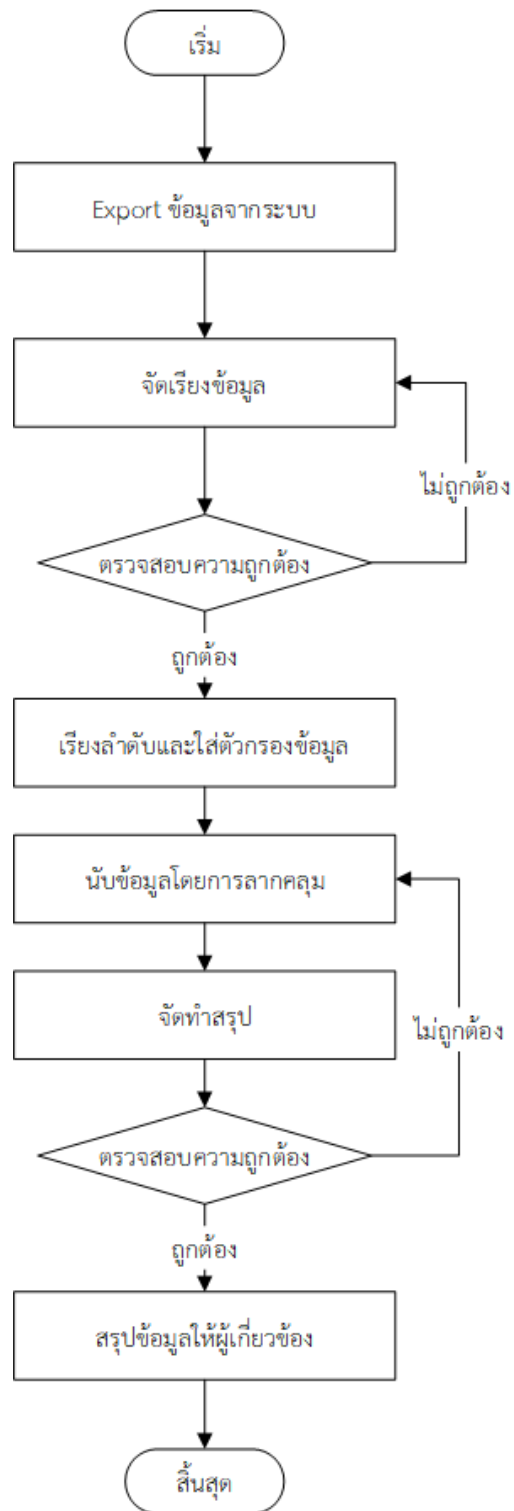 เริ่ม
Export ข้อมูลจากระบบ
จัดเรียงข้อมูล
ไม่ถูกต้อง
ตรวจสอบความถูกต้อง
ถูกต้อง
เรียงลำดับและใส่ตัวกรองข้อมูล
นับข้อมูลโดยการลากคลุม
จัดทำสรุป
ไม่ถูกต้อง
ตรวจสอบความถูกต้อง
ถูกต้อง
สรุปข้อมูลให้ผู้เกี่ยวข้อง
สิ้นสุด